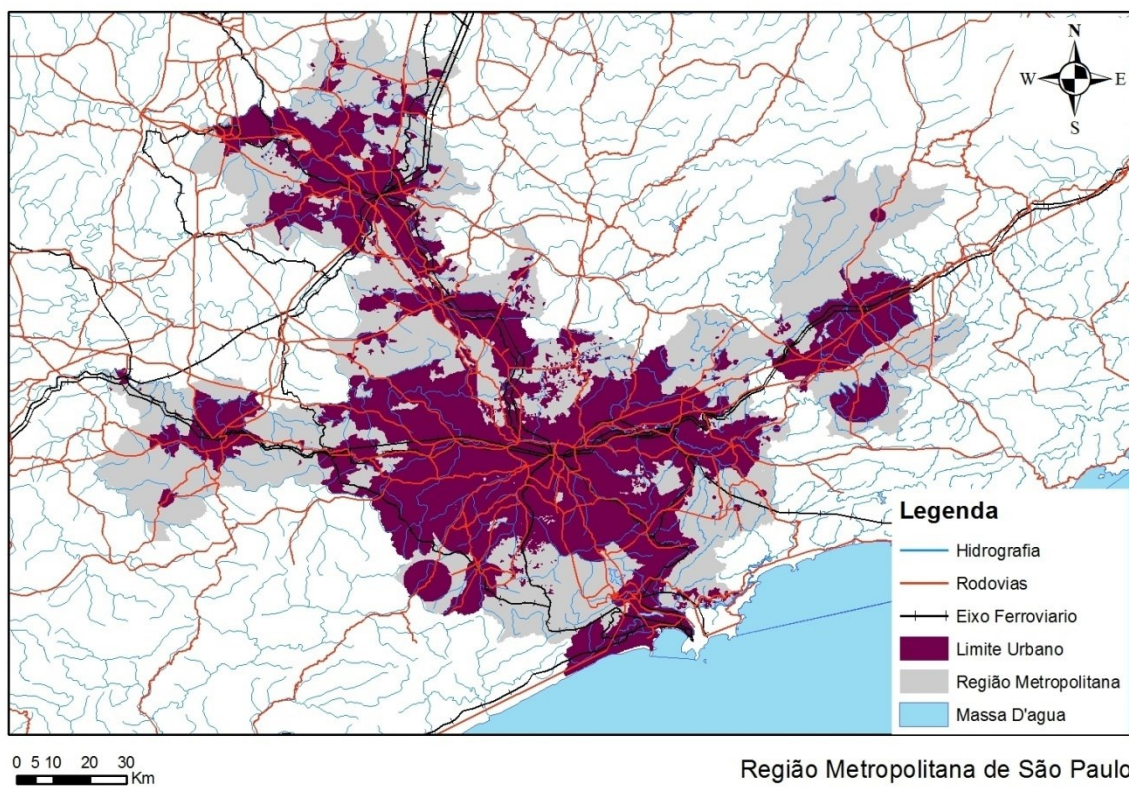 N
W E
S
Legenda
Hidrografia
Rodovias
Eixo Ferroviario
Limite Urbano
Região Metropolitana
Massa D'agua
0 5 10 20 30
Km
Região Metropolitana de São Paulo